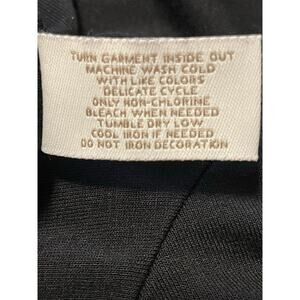 TURN GARMENT INSIDE OUT
MACHINE WASH COLD
WITH LIKE COLORS
DELICATE CYCLE
ONLY NON-CHLORINE
BLEACH WHEN NEEDED
TUMBLE DRY LOW
COOL IRON IF NEEDED
DO NOT IRON DECORATION